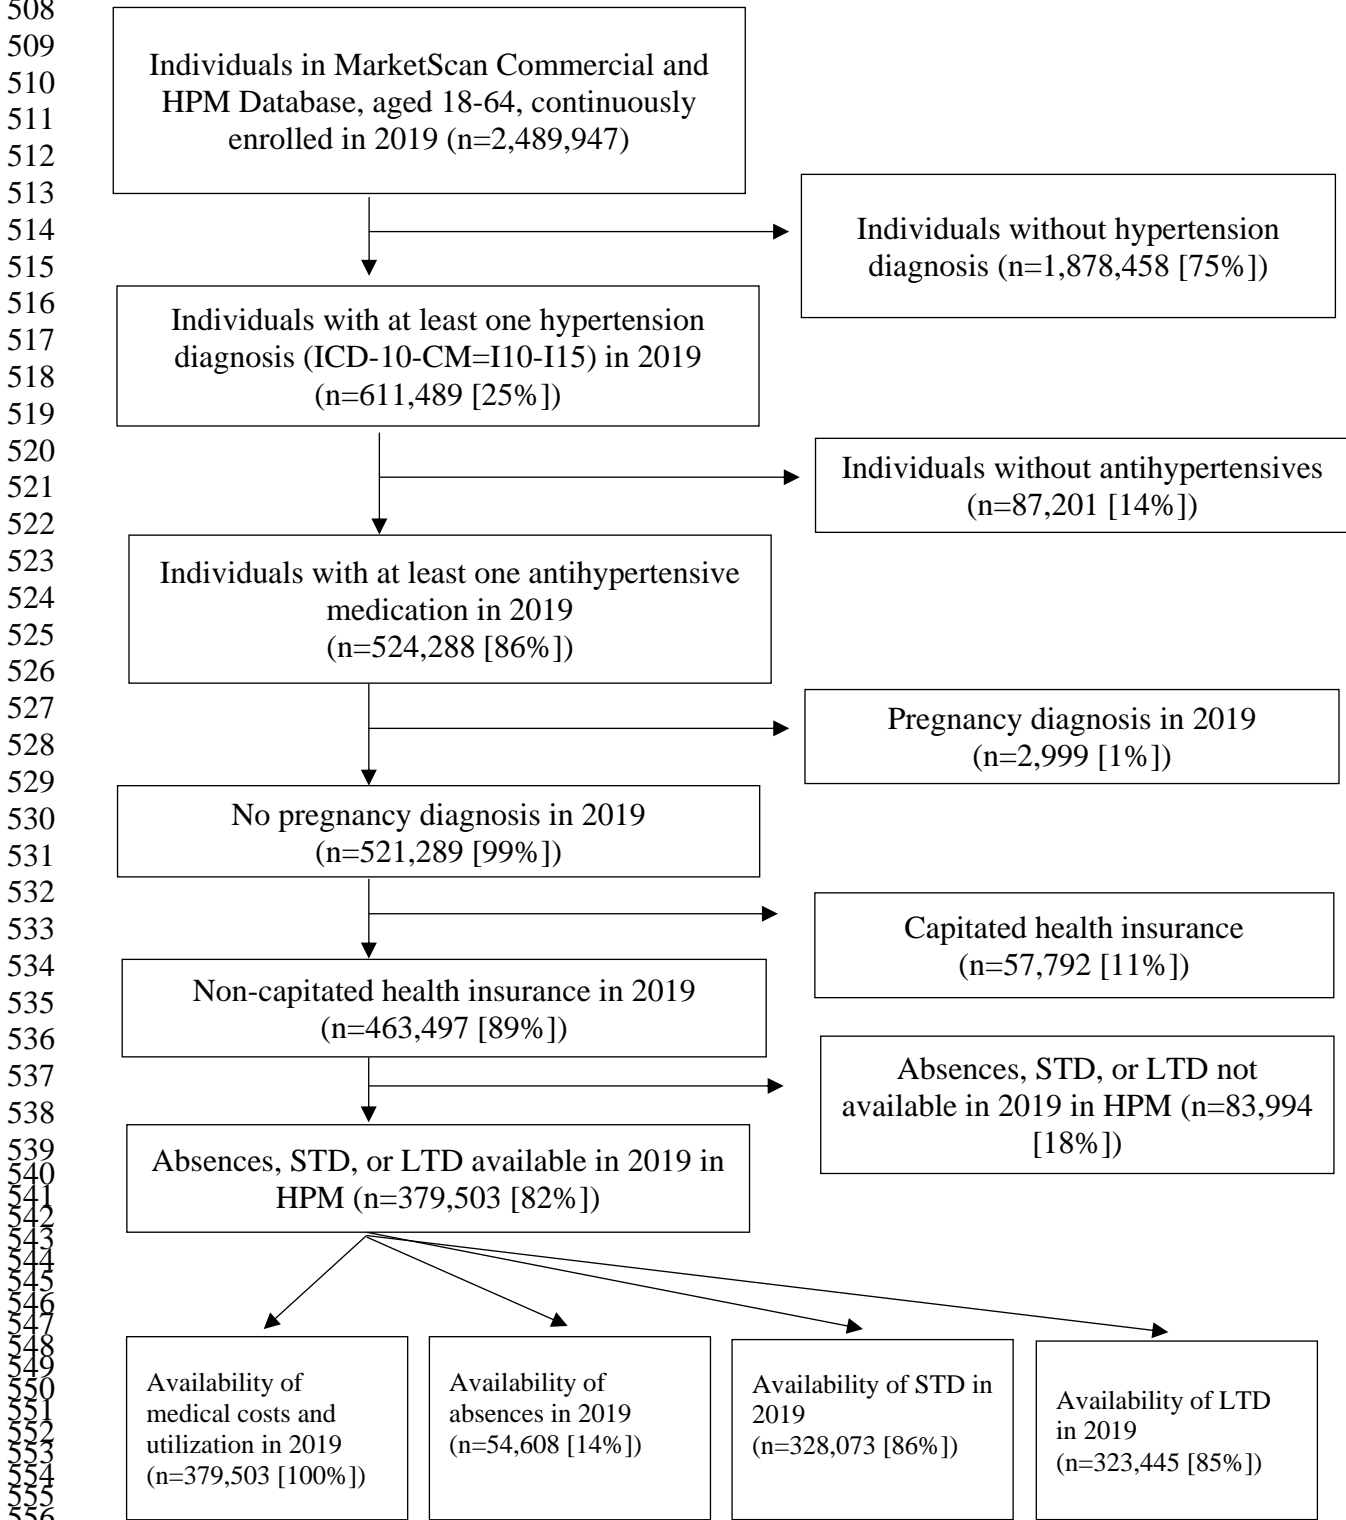 508
509
510
511
512
513
514
515
516
517
518
519
520
521
522
523
524
525
526
527
528
529
530
531
532
533
534
535
536
537
538
539
540
541
542
543
544
545
546
547
548
549
550
551
552
553
554
555
556
Individuals in MarketScan Commercial and
HPM Database, aged 18-64, continuously
enrolled in 2019 (n=2,489,947)
Individuals without hypertension
diagnosis (n=1,878,458 [75%])
Individuals with at least one hypertension
diagnosis (ICD-10-CM=I10-I15) in 2019
(n=611,489 [25%])
Individuals without antihypertensives
(n=87,201 [14%])
Individuals with at least one antihypertensive
medication in 2019
(n=524,288 [86%])
Pregnancy diagnosis in 2019
(n=2,999 [1%])
No pregnancy diagnosis in 2019
(n=521,289 [99%])
Capitated health insurance
(n=57,792 [11%])
Non-capitated health insurance in 2019
(n=463,497 [89%])
Absences, STD, or LTD not
available in 2019 in HPM (n=83,994
[18%])
Absences, STD, or LTD available in 2019 in
HPM (n=379,503 [82%])
Availability of
medical costs and
utilization in 2019
(n=379,503 [100%])
Availability of
absences in 2019
(n=54,608 [14%])
Availability of STD in
2019
(n=328,073 [86%])
Availability of LTD
in 2019
(n=323,445 [85%])